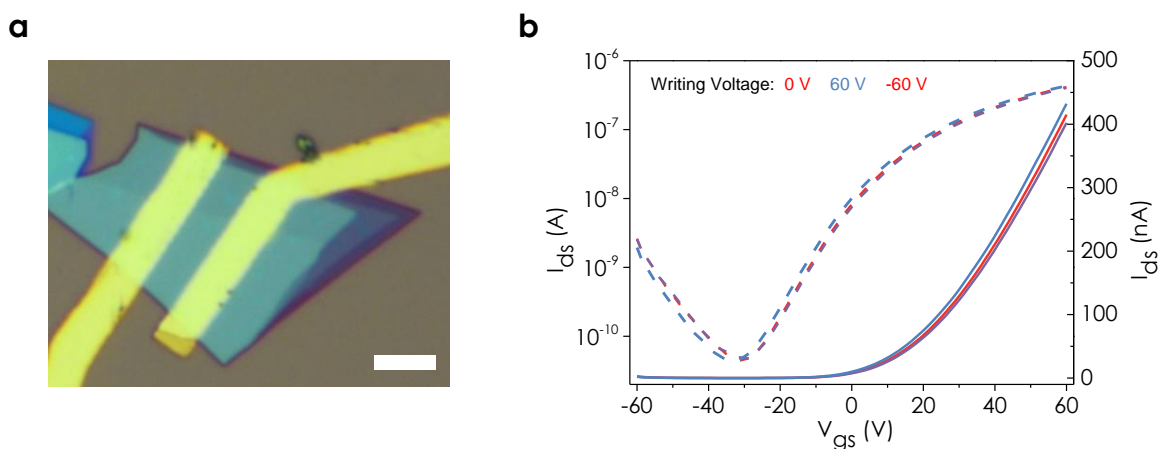 a
b
Writing Voltage: 0 V 60 V -60 V
10⁻⁶
10⁻⁷
10⁻⁸
10⁻⁹
10⁻¹⁰
I_ds (A)
500
400
300
200
100
0
I_ds (nA)
-60 -40 -20 0 20 40 60
V_gs (V)